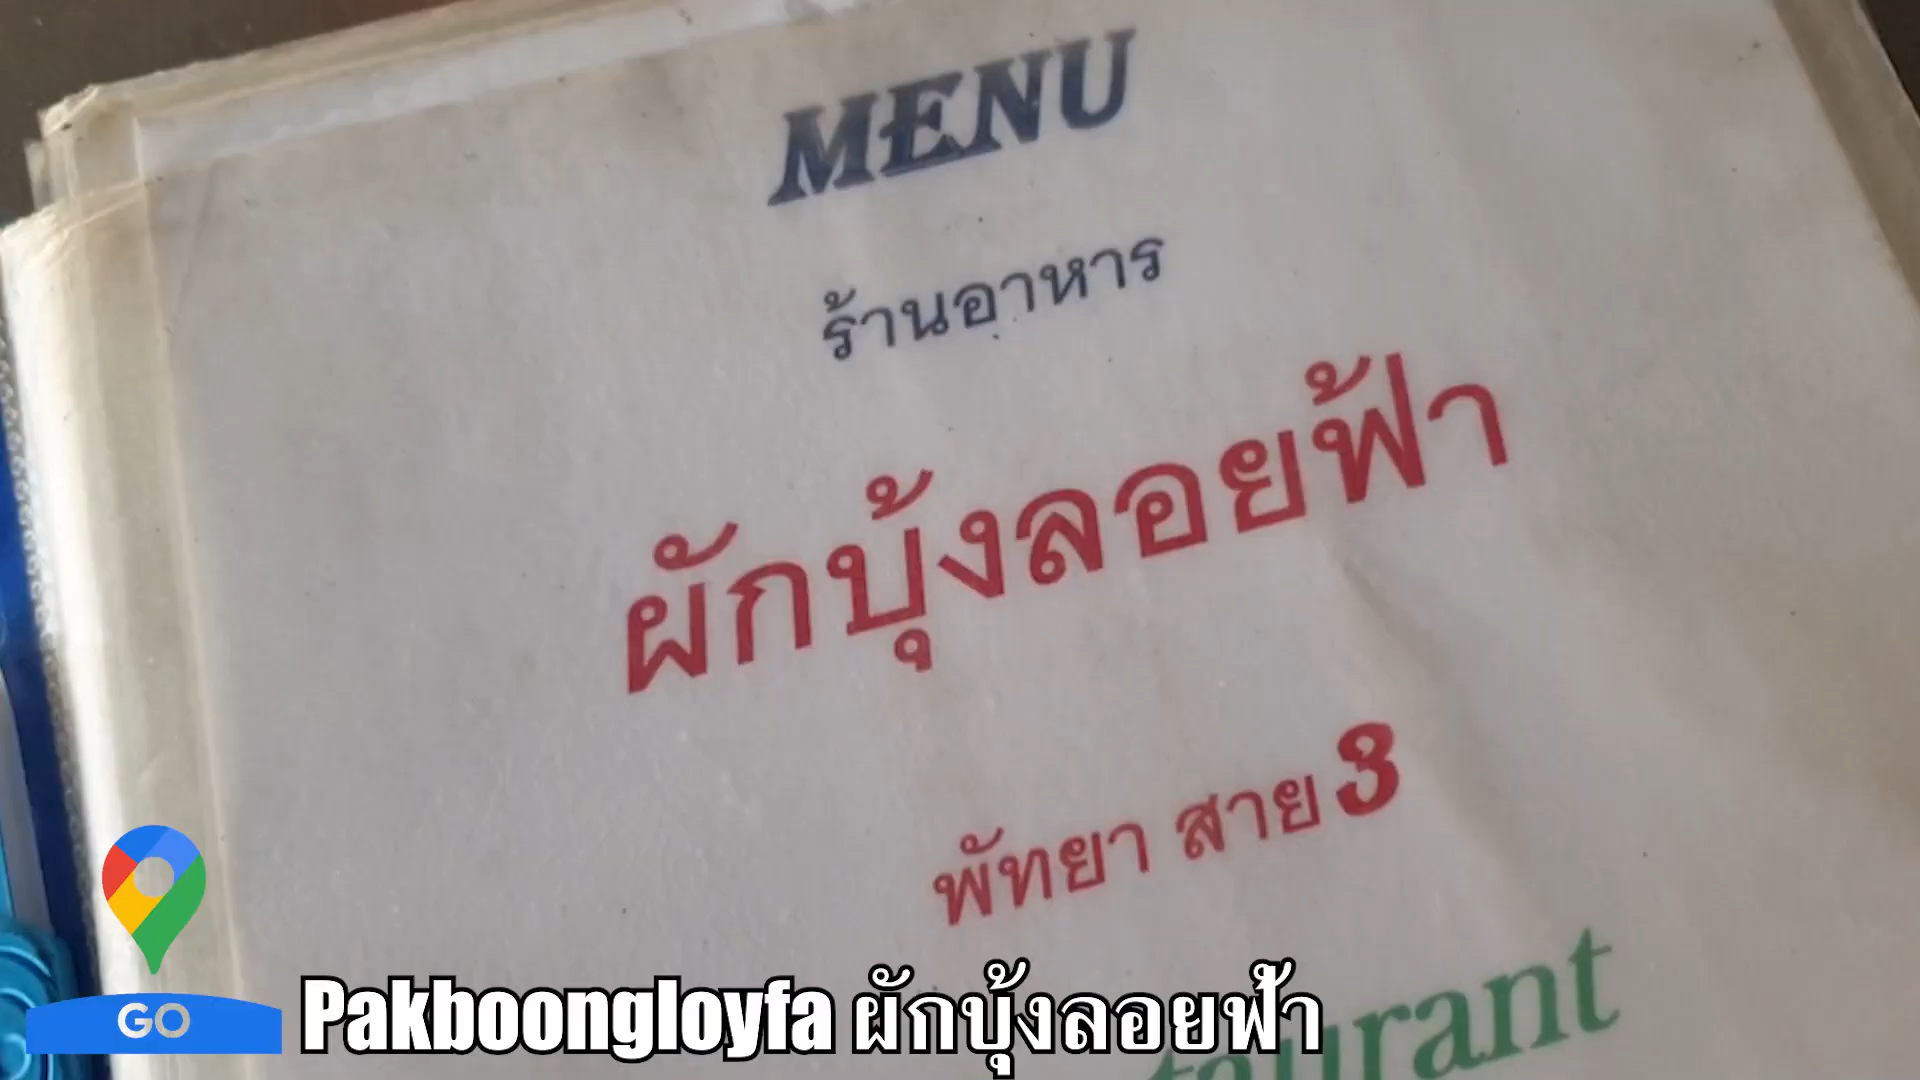 MENU
ร้านอาหาร
ผักบุ้งลอยฟ้า
พัทยา สาย 3
taurant
GO
Pakboongloyfa ผักบุ้งลอยฟ้า